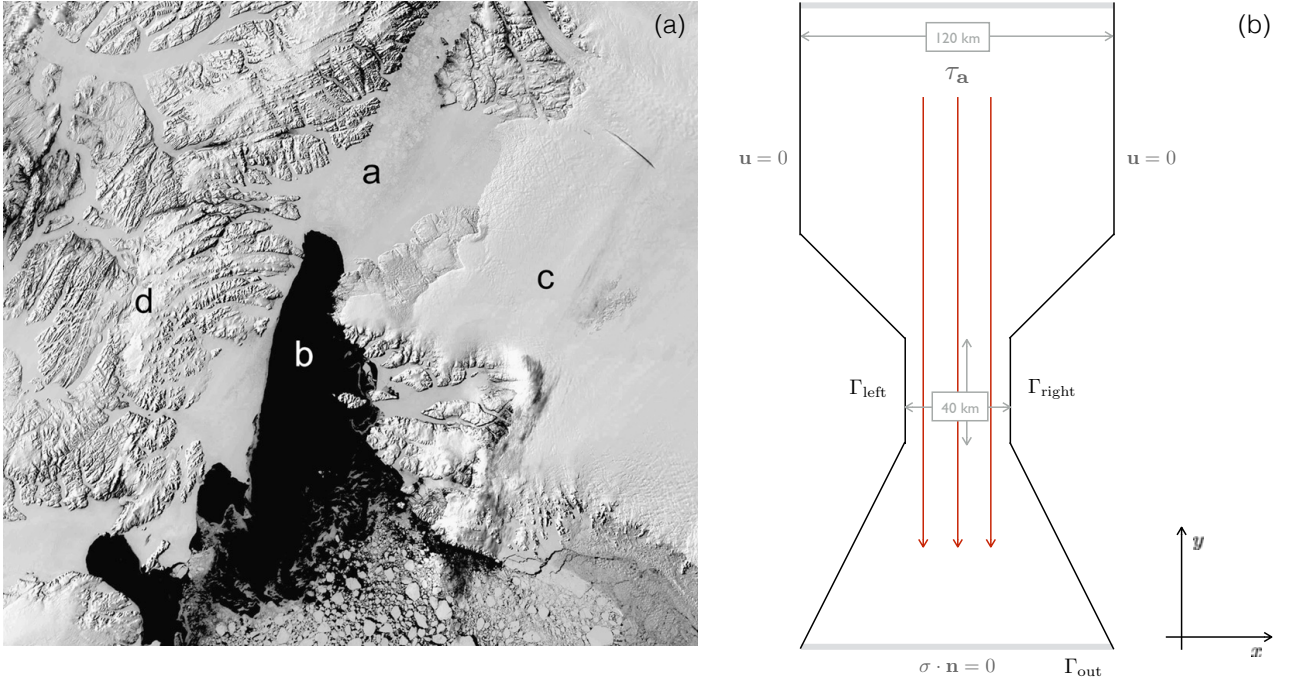 (a)
a
b
c
d
(b)
120 km
τₐ
u = 0
u = 0
Γleft
40 km
Γright
y
x
σ · n = 0
Γout